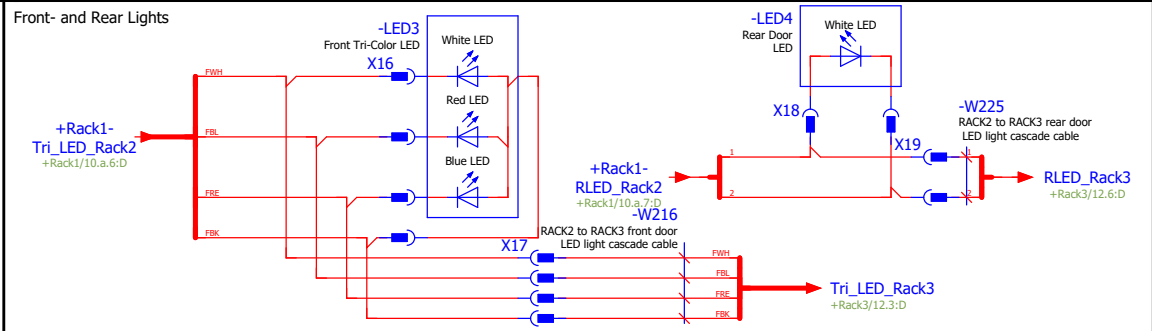 Front- and Rear Lights
-LED3
Front Tri-Color LED
White LED
X16
FWH
Red LED
FBL
+Rack1-
Tri_LED_Rack2
+Rack1/10.a.6:D
Blue LED
FRE
FBK
-LED4
Rear Door
LED
White LED
X18
X19
-W225
RACK2 to RACK3 rear door
LED light cascade cable
+Rack1-
RLED_Rack2
+Rack1/10.a.7:D
1
2
1
2
RLED_Rack3
+Rack3/12.6:D
-W216
RACK2 to RACK3 front door
LED light cascade cable
X17
FWH
FBL
FRE
FBK
Tri_LED_Rack3
+Rack3/12.3:D